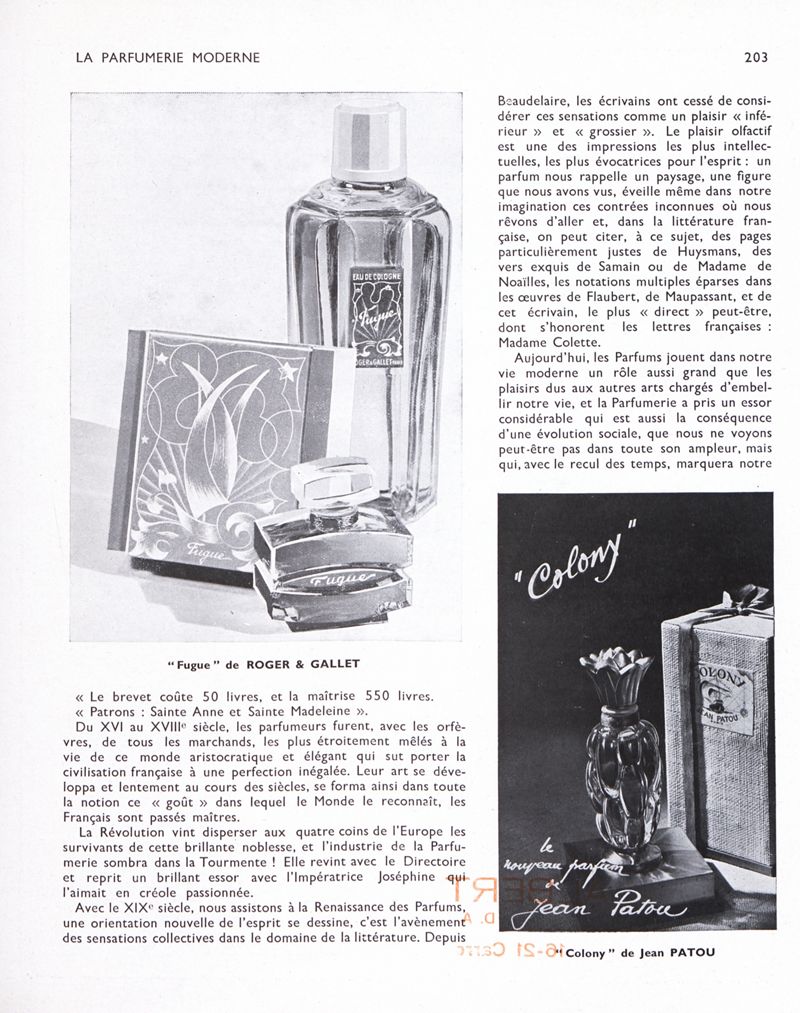 LA PARFUMERIE MODERNE
203
EAU DE COLOGNE
Fugue
ROGER & GALLET PARIS
Fugue
Fugue
"Fugue" de ROGER & GALLET
« Le brevet coûte 50 livres, et la maîtrise 550 livres.
« Patrons : Sainte Anne et Sainte Madeleine ».
Du XVI au XVIIIe siècle, les parfumeurs furent, avec les orfè-
vres, de tous les marchands, les plus étroitement mêlés à la
vie de ce monde aristocratique et élégant qui sut porter la
civilisation française à une perfection inégalée. Leur art se déve-
loppa et lentement au cours des siècles, se forma ainsi dans toute
la notion ce « goût » dans lequel le Monde le reconnaît, les
Français sont passés maîtres.
La Révolution vint disperser aux quatre coins de l'Europe les
survivants de cette brillante noblesse, et l'industrie de la Parfu-
merie sombra dans la Tourmente ! Elle revint avec le Directoire
et reprit un brillant essor avec l'Impératrice Joséphine qui
l'aimait en créole passionnée.
Avec le XIXe siècle, nous assistons à la Renaissance des Parfums,
une orientation nouvelle de l'esprit se dessine, c'est l'avènement
des sensations collectives dans le domaine de la littérature. Depuis
Beaudelaire, les écrivains ont cessé de consi-
dérer ces sensations comme un plaisir « infé-
rieur » et « grossier ». Le plaisir olfactif
est une des impressions les plus intellec-
tuelles, les plus évocatrices pour l'esprit : un
parfum nous rappelle un paysage, une figure
que nous avons vus, éveille même dans notre
imagination ces contrées inconnues où nous
rêvons d'aller et, dans la littérature fran-
çaise, on peut citer, à ce sujet, des pages
particulièrement justes de Huysmans, des
vers exquis de Samain ou de Madame de
Noaïlles, les notations multiples éparses dans
les œuvres de Flaubert, de Maupassant, et de
cet écrivain, le plus « direct » peut-être,
dont s'honorent les lettres françaises :
Madame Colette.
Aujourd'hui, les Parfums jouent dans notre
vie moderne un rôle aussi grand que les
plaisirs dus aux autres arts chargés d'embel-
lir notre vie, et la Parfumerie a pris un essor
considérable qui est aussi la conséquence
d'une évolution sociale, que nous ne voyons
peut-être pas dans toute son ampleur, mais
qui, avec le recul des temps, marquera notre
"Colony"
COLONY
JEAN PATOU
le
nouveau parfum
de
Jean Patou
"Colony" de Jean PATOU